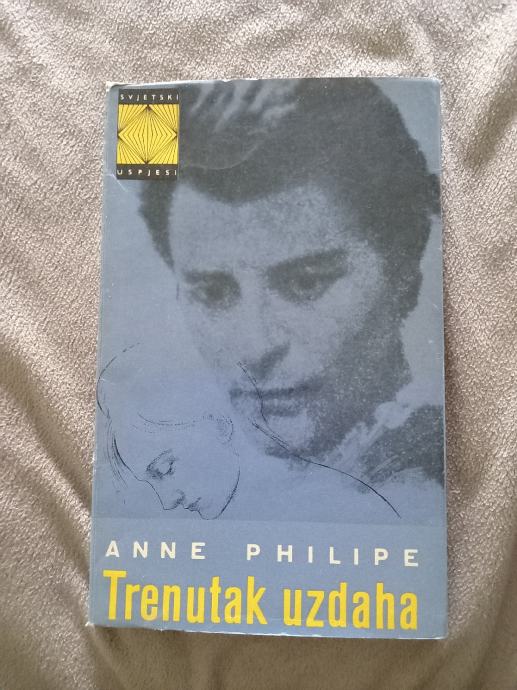 SVJETSKI
USPJESI
ANNE PHILIPE
Trenutak uzdaha